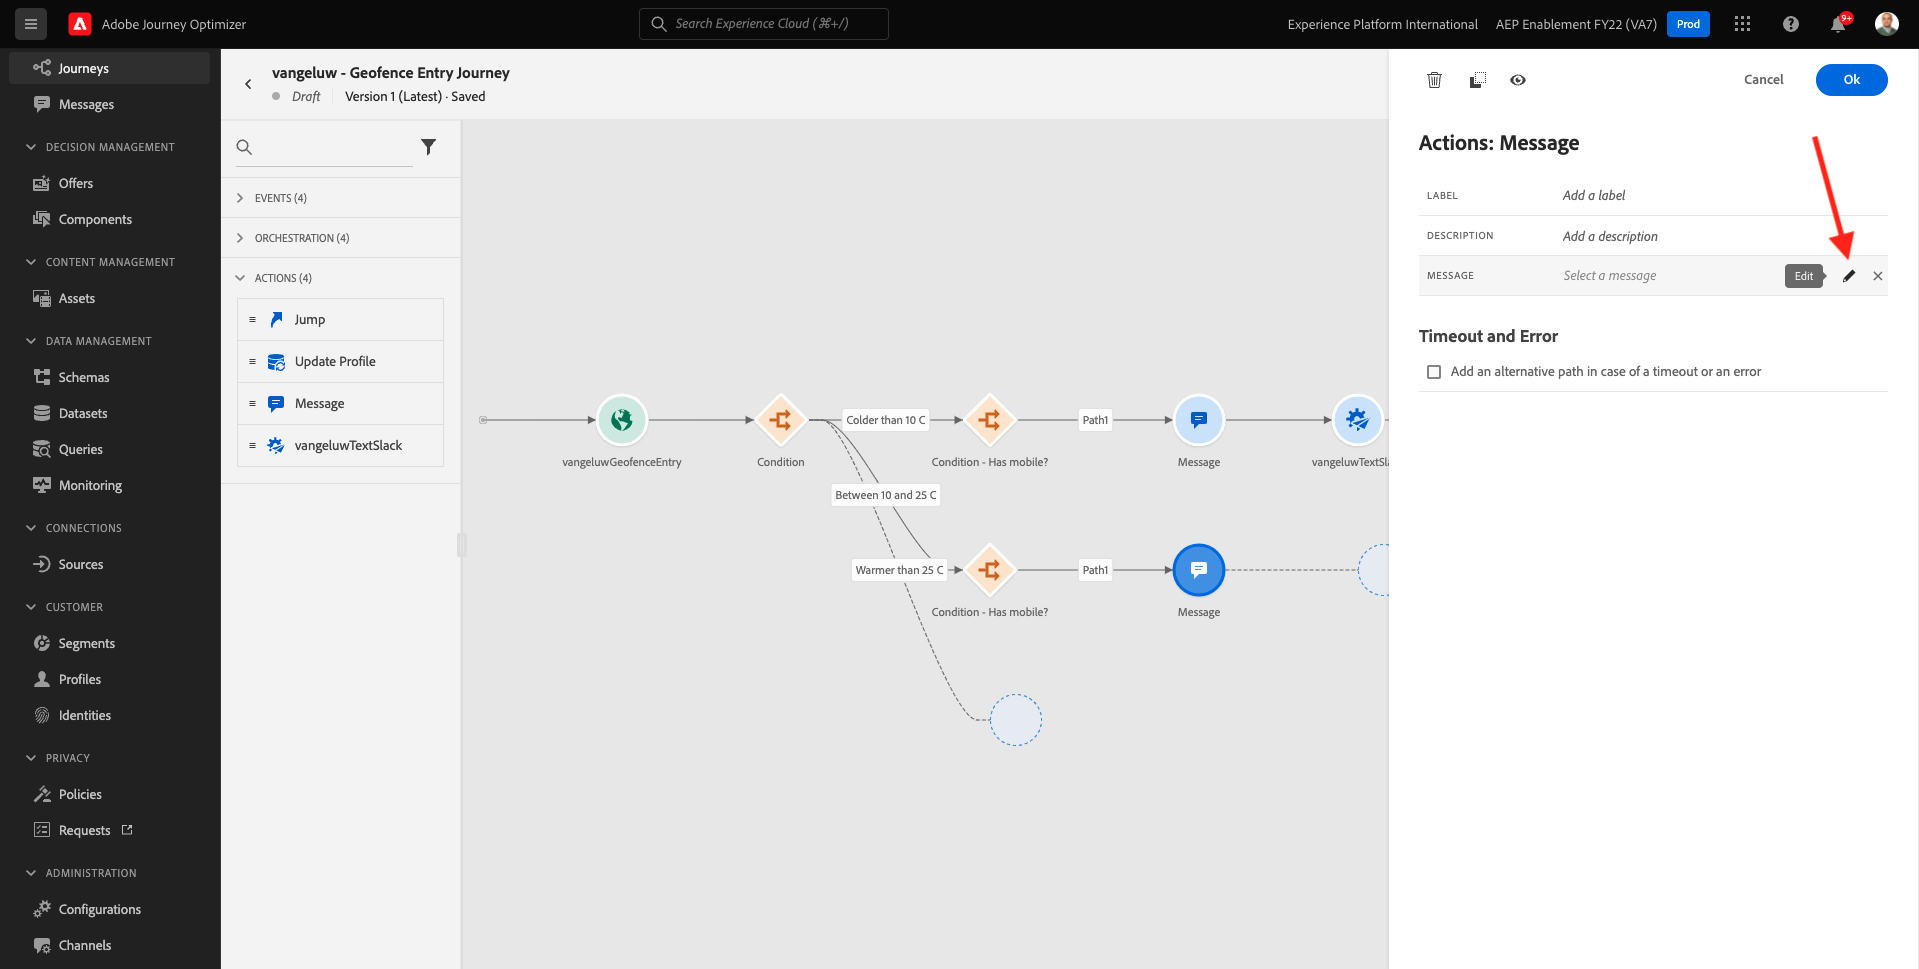 Adobe Journey Optimizer
Search Experience Cloud (⌘+/)
Experience Platform International
AEP Enablement FY22 (VA7)
Prod
9+
Journeys
Messages
DECISION MANAGEMENT
Offers
Components
CONTENT MANAGEMENT
Assets
DATA MANAGEMENT
Schemas
Datasets
Queries
Monitoring
CONNECTIONS
Sources
CUSTOMER
Segments
Profiles
Identities
PRIVACY
Policies
Requests
ADMINISTRATION
Configurations
Channels
vangeluw - Geofence Entry Journey
Draft
Version 1 (Latest) · Saved
EVENTS (4)
ORCHESTRATION (4)
ACTIONS (4)
Jump
Update Profile
Message
vangeluwTextSlack
vangeluwGeofenceEntry
Condition
Colder than 10 C
Condition - Has mobile?
Path1
Message
vangeluwTextSla
Between 10 and 25 C
Warmer than 25 C
Condition - Has mobile?
Path1
Message
Cancel
Ok
Actions: Message
LABEL
Add a label
DESCRIPTION
Add a description
MESSAGE
Select a message
Edit
Timeout and Error
Add an alternative path in case of a timeout or an error